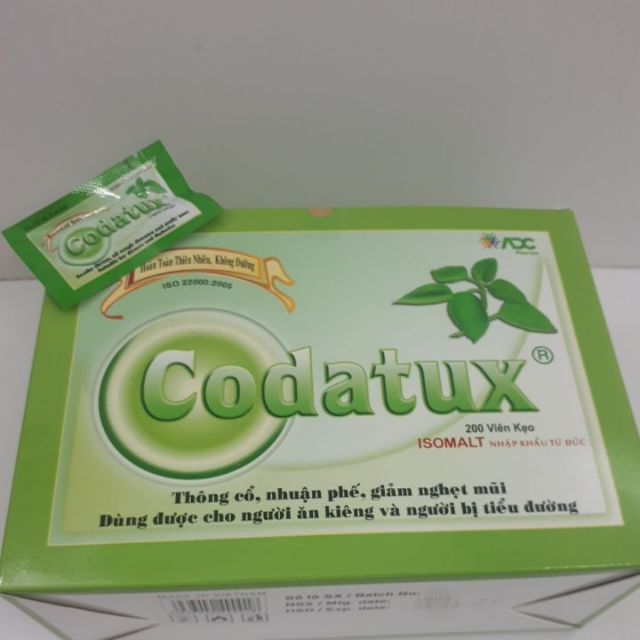 Codatux
ADC
Hoàn Toàn Thiên Nhiên, Không Đường
ISO 22000:2005
Codatux®
200 Viên Kẹo
ISOMALT NHẬP KHẨU TỪ ĐỨC
Thông cổ, nhuận phế, giảm nghẹt mũi
Dùng được cho người ăn kiêng và người bị tiểu đường
MADE IN VIETNAM
Số lô SX / Batch No.
NSX / Mfg. date:
HSD / Exp. date: